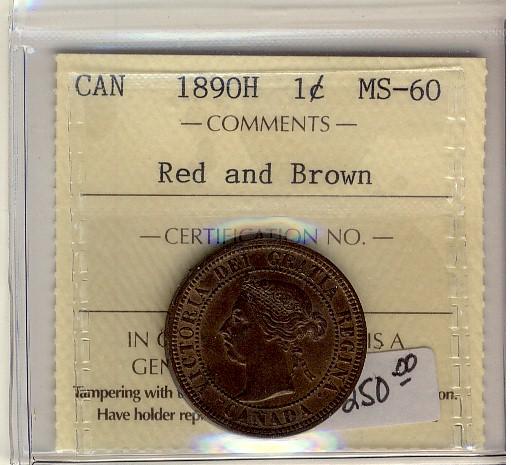 CAN 1890H 1¢ MS-60
— COMMENTS —
Red and Brown
— CERTIFICATION NO. —
VICTORIA DEI GRATIA REGINA.
CANADA
IN
IS A
GEN
Tampering with
on.
Have holder rep
250.00